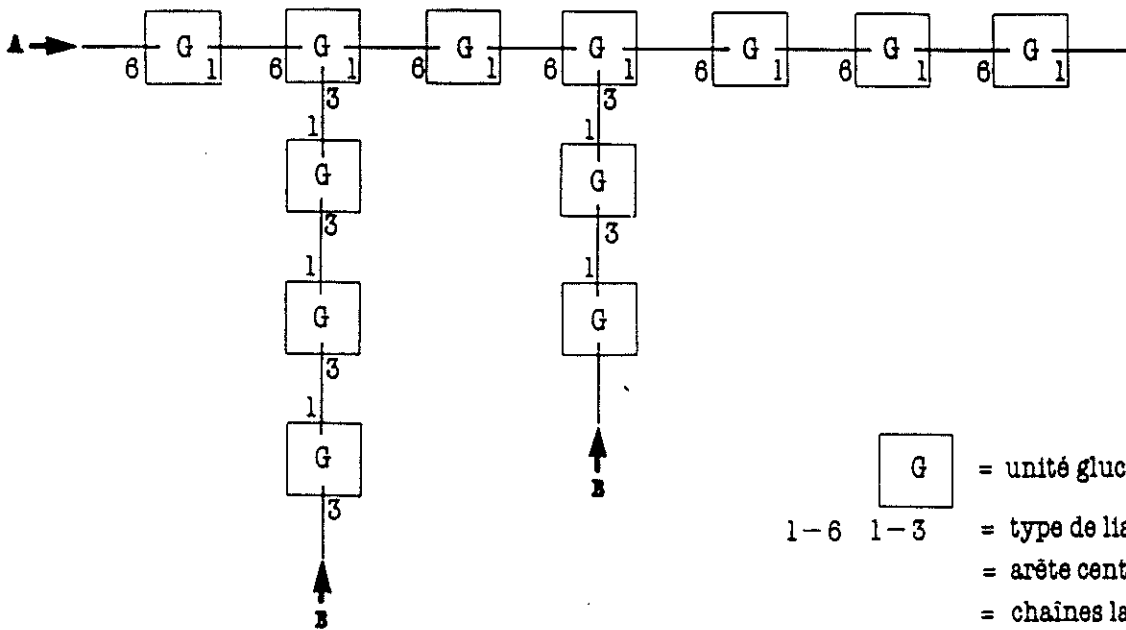 A G G G G G G G
6 1 6 1 6 1 6 1 6 1 6 1 6 1
3 3
1 1
G G
3 3
1 1
G G
3
1
G
3
B
B
G = unité gluc
1-6 1-3 = type de lia
= arête cent
= chaînes la